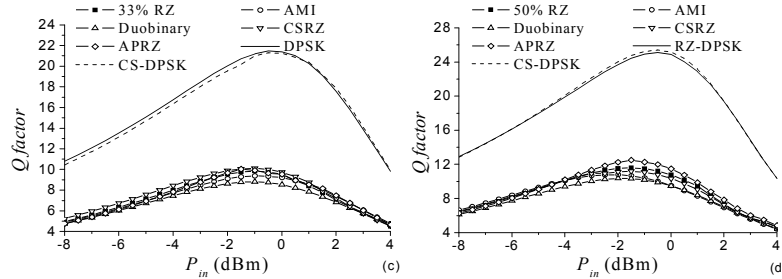 33% RZ AMI
Duobinary CSRZ
APRZ DPSK
CS-DPSK
24
22
20
18
16
14
12
10
8
6
4
Q factor
-8 -6 -4 -2 0 2 4
P in (dBm)
(c)
50% RZ AMI
Duobinary CSRZ
APRZ RZ-DPSK
CS-DPSK
28
24
20
16
12
8
4
Q factor
-8 -6 -4 -2 0 2 4
P in (dBm)
(d